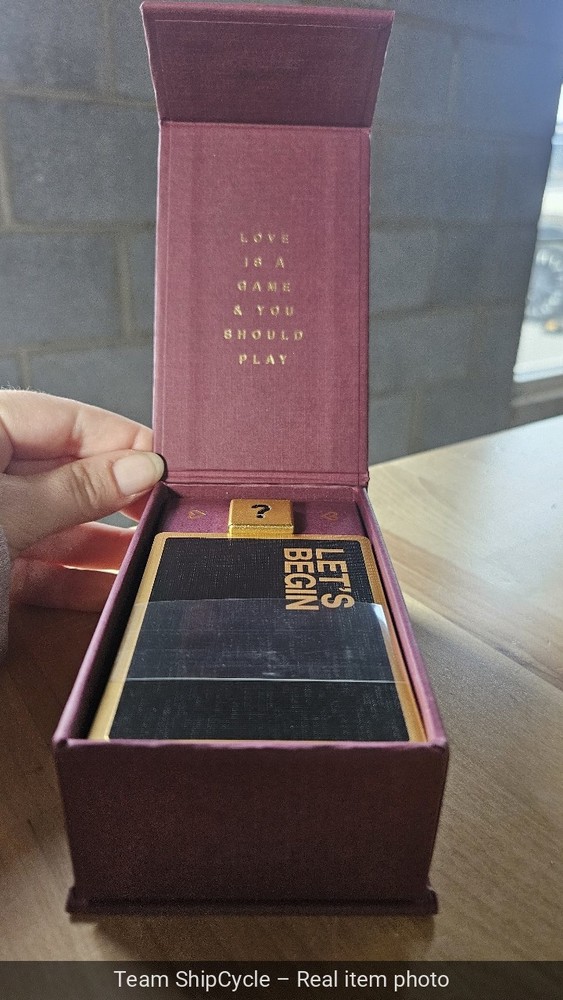 LOVE
IS A
GAME
& YOU
SHOULD
PLAY
?
LET'S
BEGIN
Team ShipCycle – Real item photo